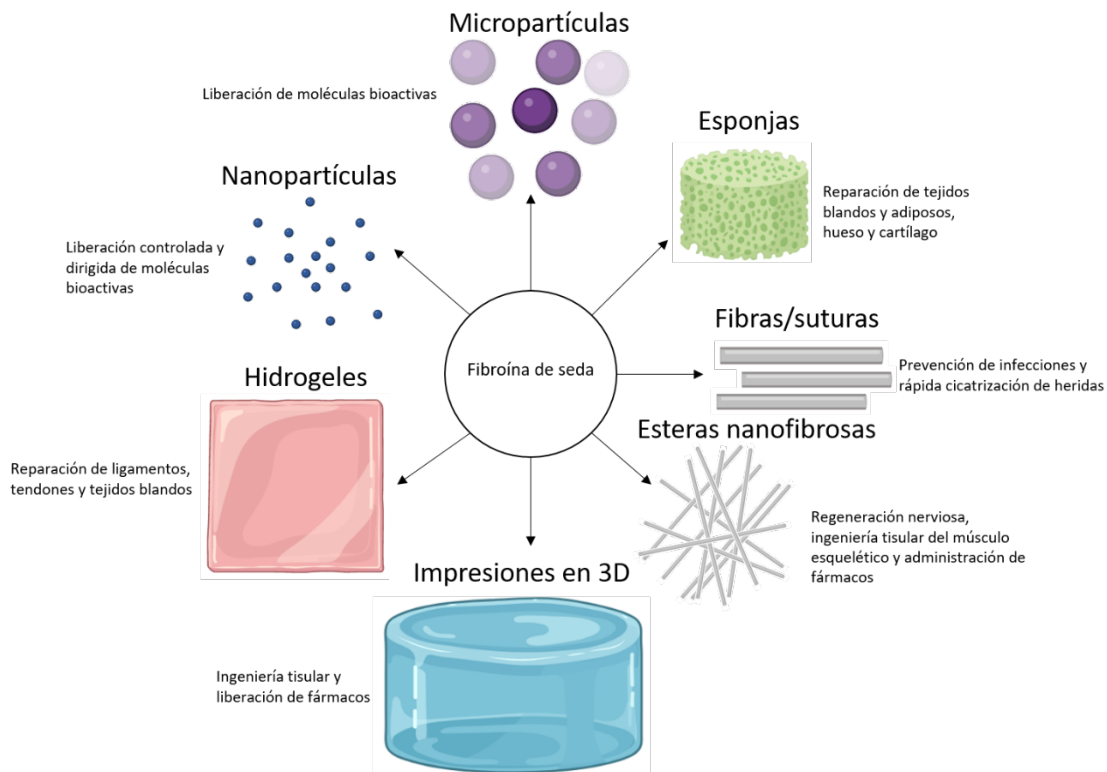 Micropartículas
Liberación de moléculas bioactivas
Esponjas
Reparación de tejidos
blandos y adiposos,
hueso y cartílago
Nanopartículas
Liberación controlada y
dirigida de moléculas
bioactivas
Fibras/suturas
Prevención de infecciones y
rápida cicatrización de heridas
Fibroína de seda
Hidrogeles
Reparación de ligamentos,
tendones y tejidos blandos
Esteras nanofibrosas
Regeneración nerviosa,
ingeniería tisular del músculo
esquelético y administración de
fármacos
Impresiones en 3D
Ingeniería tisular y
liberación de fármacos